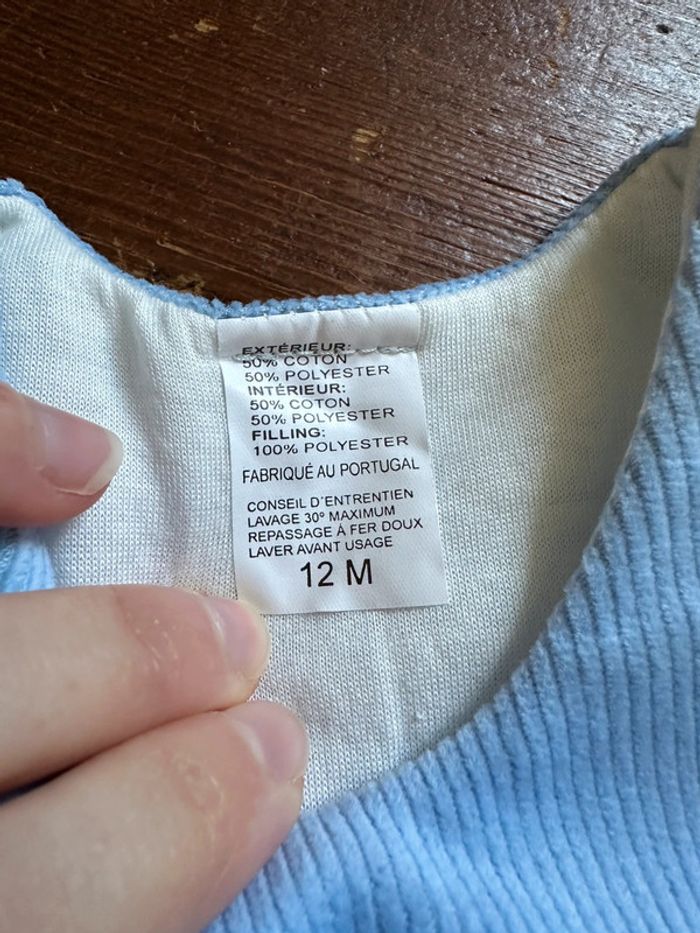 EXTÉRIEUR:
50% COTON
50% POLYESTER
INTÉRIEUR:
50% COTON
50% POLYESTER
FILLING:
100% POLYESTER
FABRIQUÉ AU PORTUGAL
CONSEIL D'ENTRENTIEN
LAVAGE 30º MAXIMUM
REPASSAGE À FER DOUX
LAVER AVANT USAGE
12 M